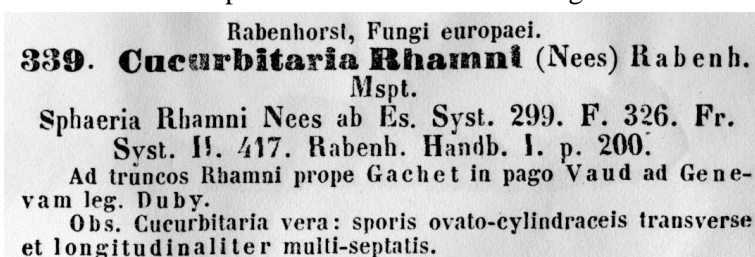 Rabenhorst, Fungi europaei.
339. Cucurbitaria Rhamni (Nees) Rabenh.
Mspt.
Sphaeria Rhamni Nees ab Es. Syst. 299. F. 326. Fr.
Syst. II. 417. Rabenh. Handb. I. p. 200.
Ad truncos Rhamni prope Gachet in pago Vaud ad Gene-
vam leg. Duby.
Obs. Cucurbitaria vera: sporis ovato-cylindraceis transverse
et longitudinaliter multi-septatis.